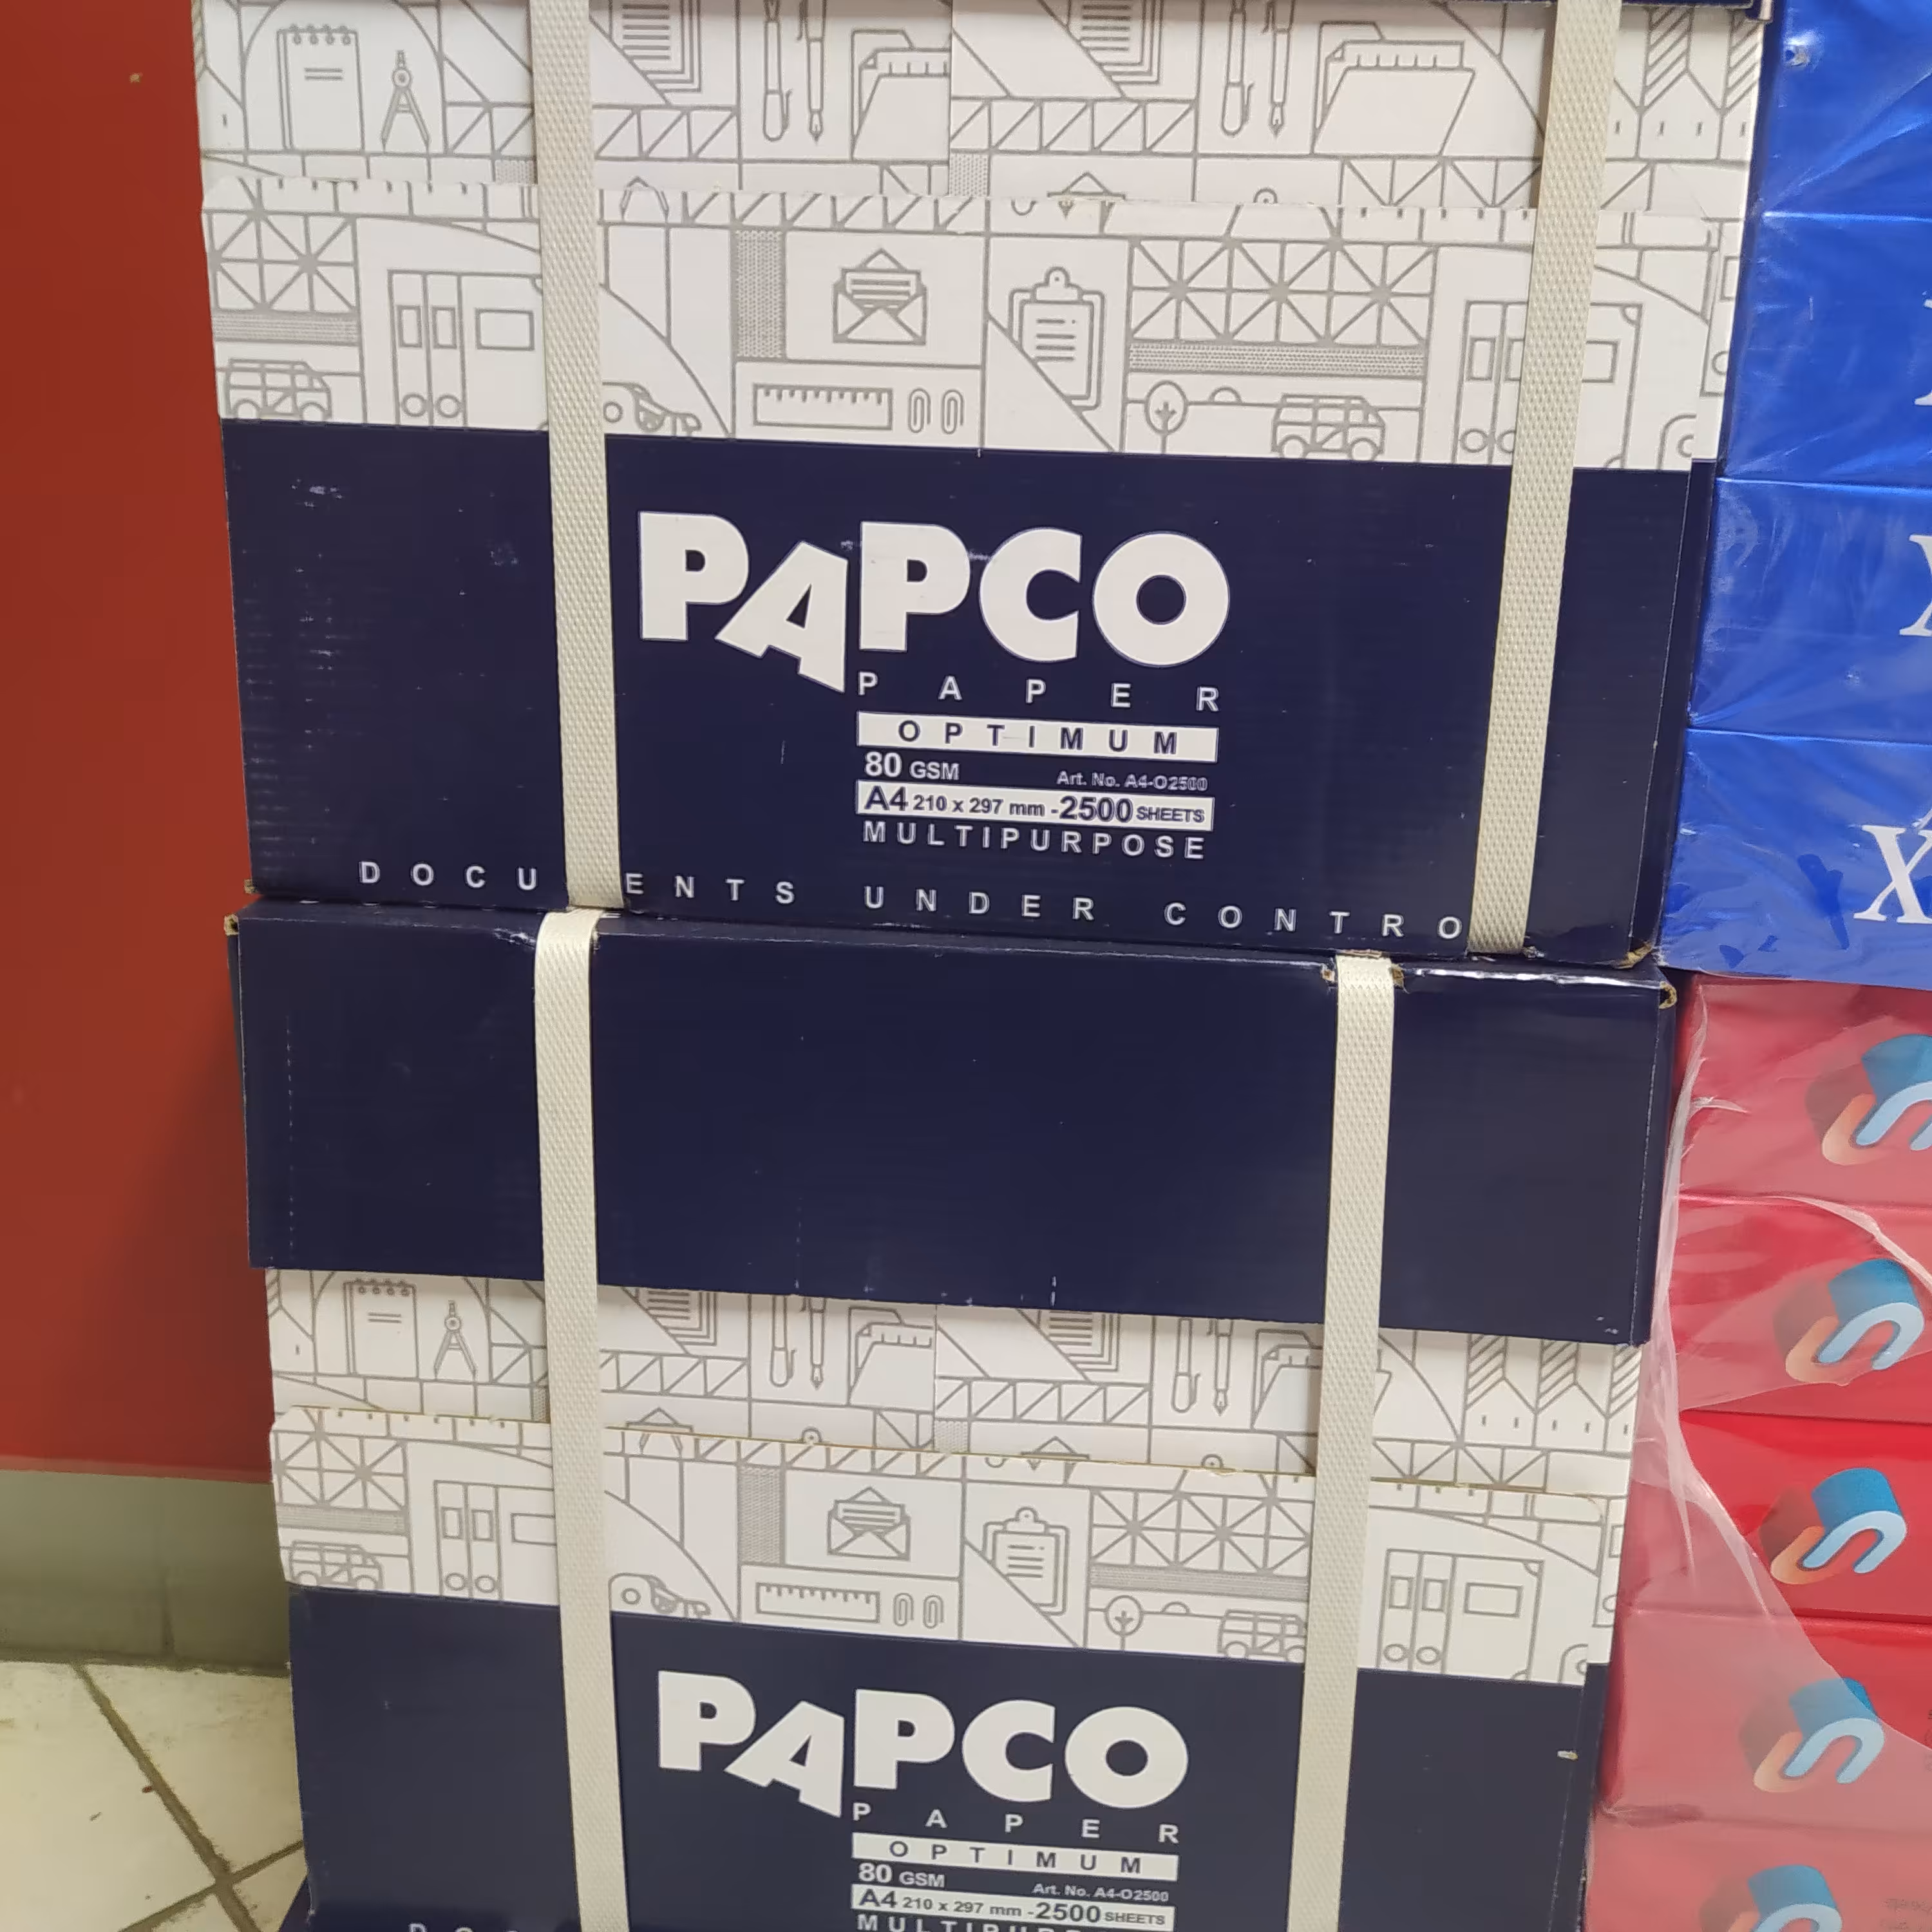 PAPCO
PAPER
OPTIMUM
80 GSM Art. No. A4-O2500
A4 210 x 297 mm -2500 SHEETS
MULTIPURPOSE
DOCU ENTS UNDER CONTRO
PAPCO
PAPER
OPTIMUM
80 GSM Art. No. A4-O2500
A4 210 x 297 mm -2500 SHEETS
X
X